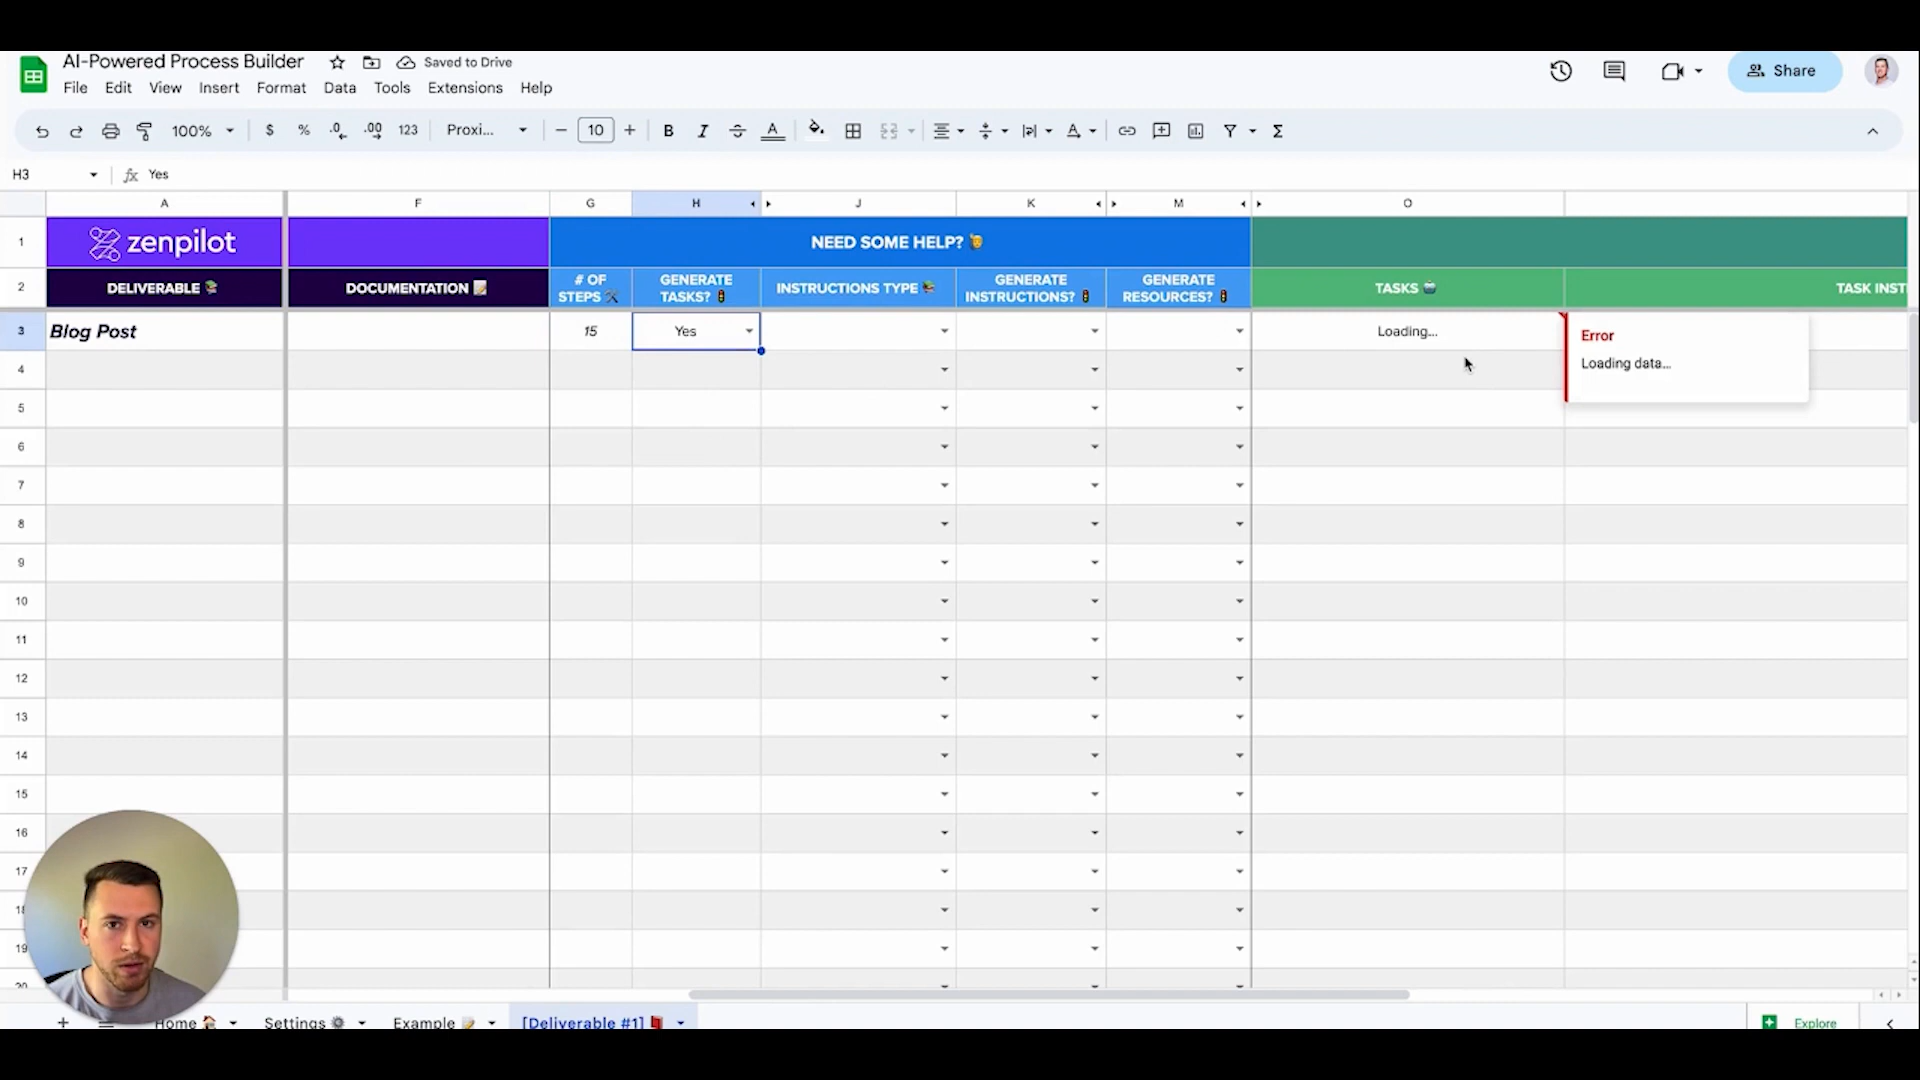 AI-Powered Process Builder Saved to Drive
File Edit View Insert Format Data Tools Extensions Help
Share
100% $ % .0 .00 123 Proxi... 10 B I S A
H3 fx Yes
A F G H J K M O
1 zenpilot NEED SOME HELP?
2 DELIVERABLE DOCUMENTATION # OF STEPS GENERATE TASKS? INSTRUCTIONS TYPE GENERATE INSTRUCTIONS? GENERATE RESOURCES? TASKS TASK INST
3 Blog Post 15 Yes Loading...
Error
Loading data...
4
5
6
7
8
9
10
11
12
13
14
15
16
17
18
19
20
Home Settings Example [Deliverable #1] Explore